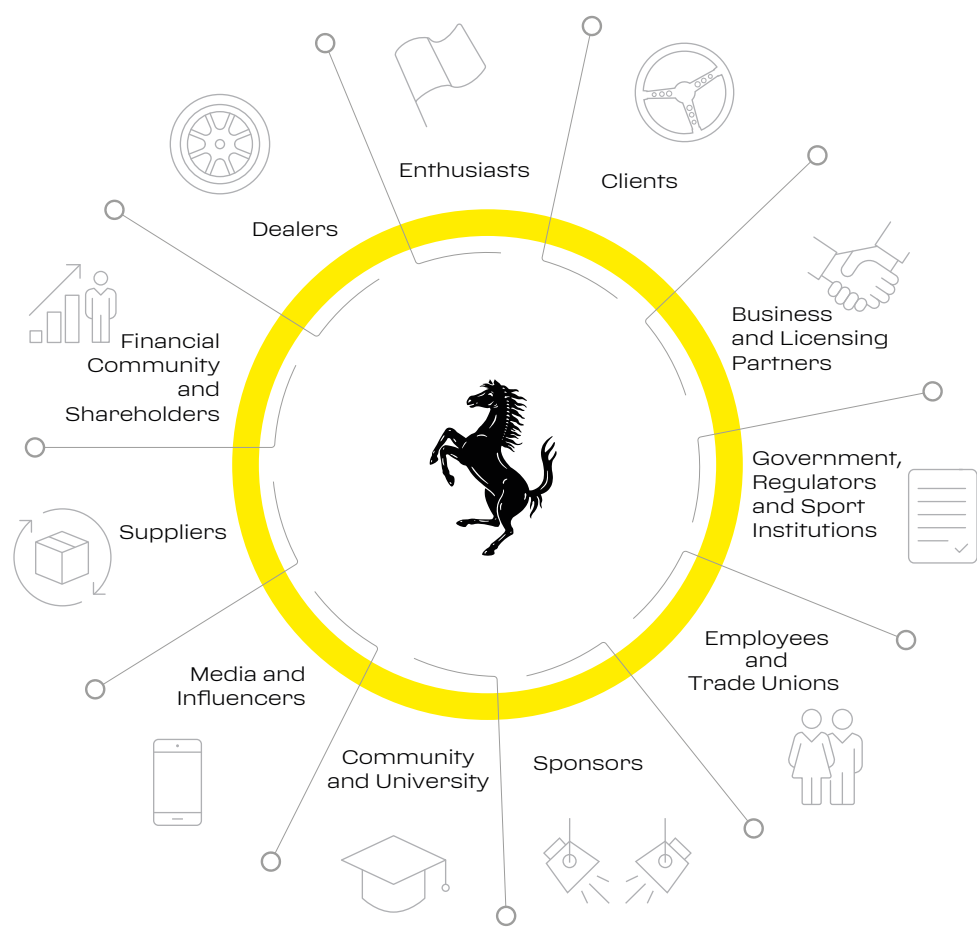 Enthusiasts
Clients
Business
and Licensing
Partners
Government,
Regulators
and Sport
Institutions
Employees
and
Trade Unions
Sponsors
Community
and University
Media and
Influencers
Suppliers
Financial
Community
and
Shareholders
Dealers